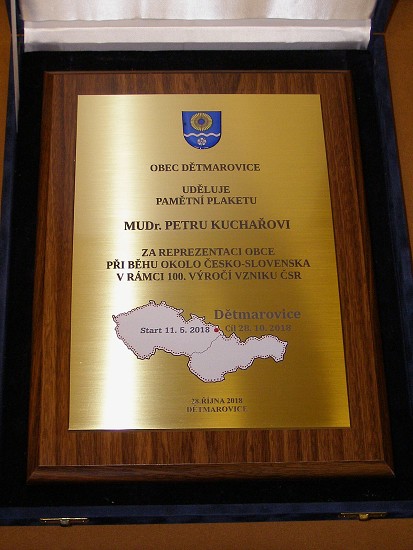 OBEC DĚTMAROVICE
UDĚLUJE
PAMĚTNÍ PLAKETU
MUDr. PETRU KUCHAŘOVI
ZA REPREZENTACI OBCE
PŘI BĚHU OKOLO ČESKO-SLOVENSKA
V RÁMCI 100. VÝROČÍ VZNIKU ČSR
Dětmarovice
Start 11. 5. 2018 Cíl 28. 10. 2018
28. ŘÍJNA 2018
DĚTMAROVICE